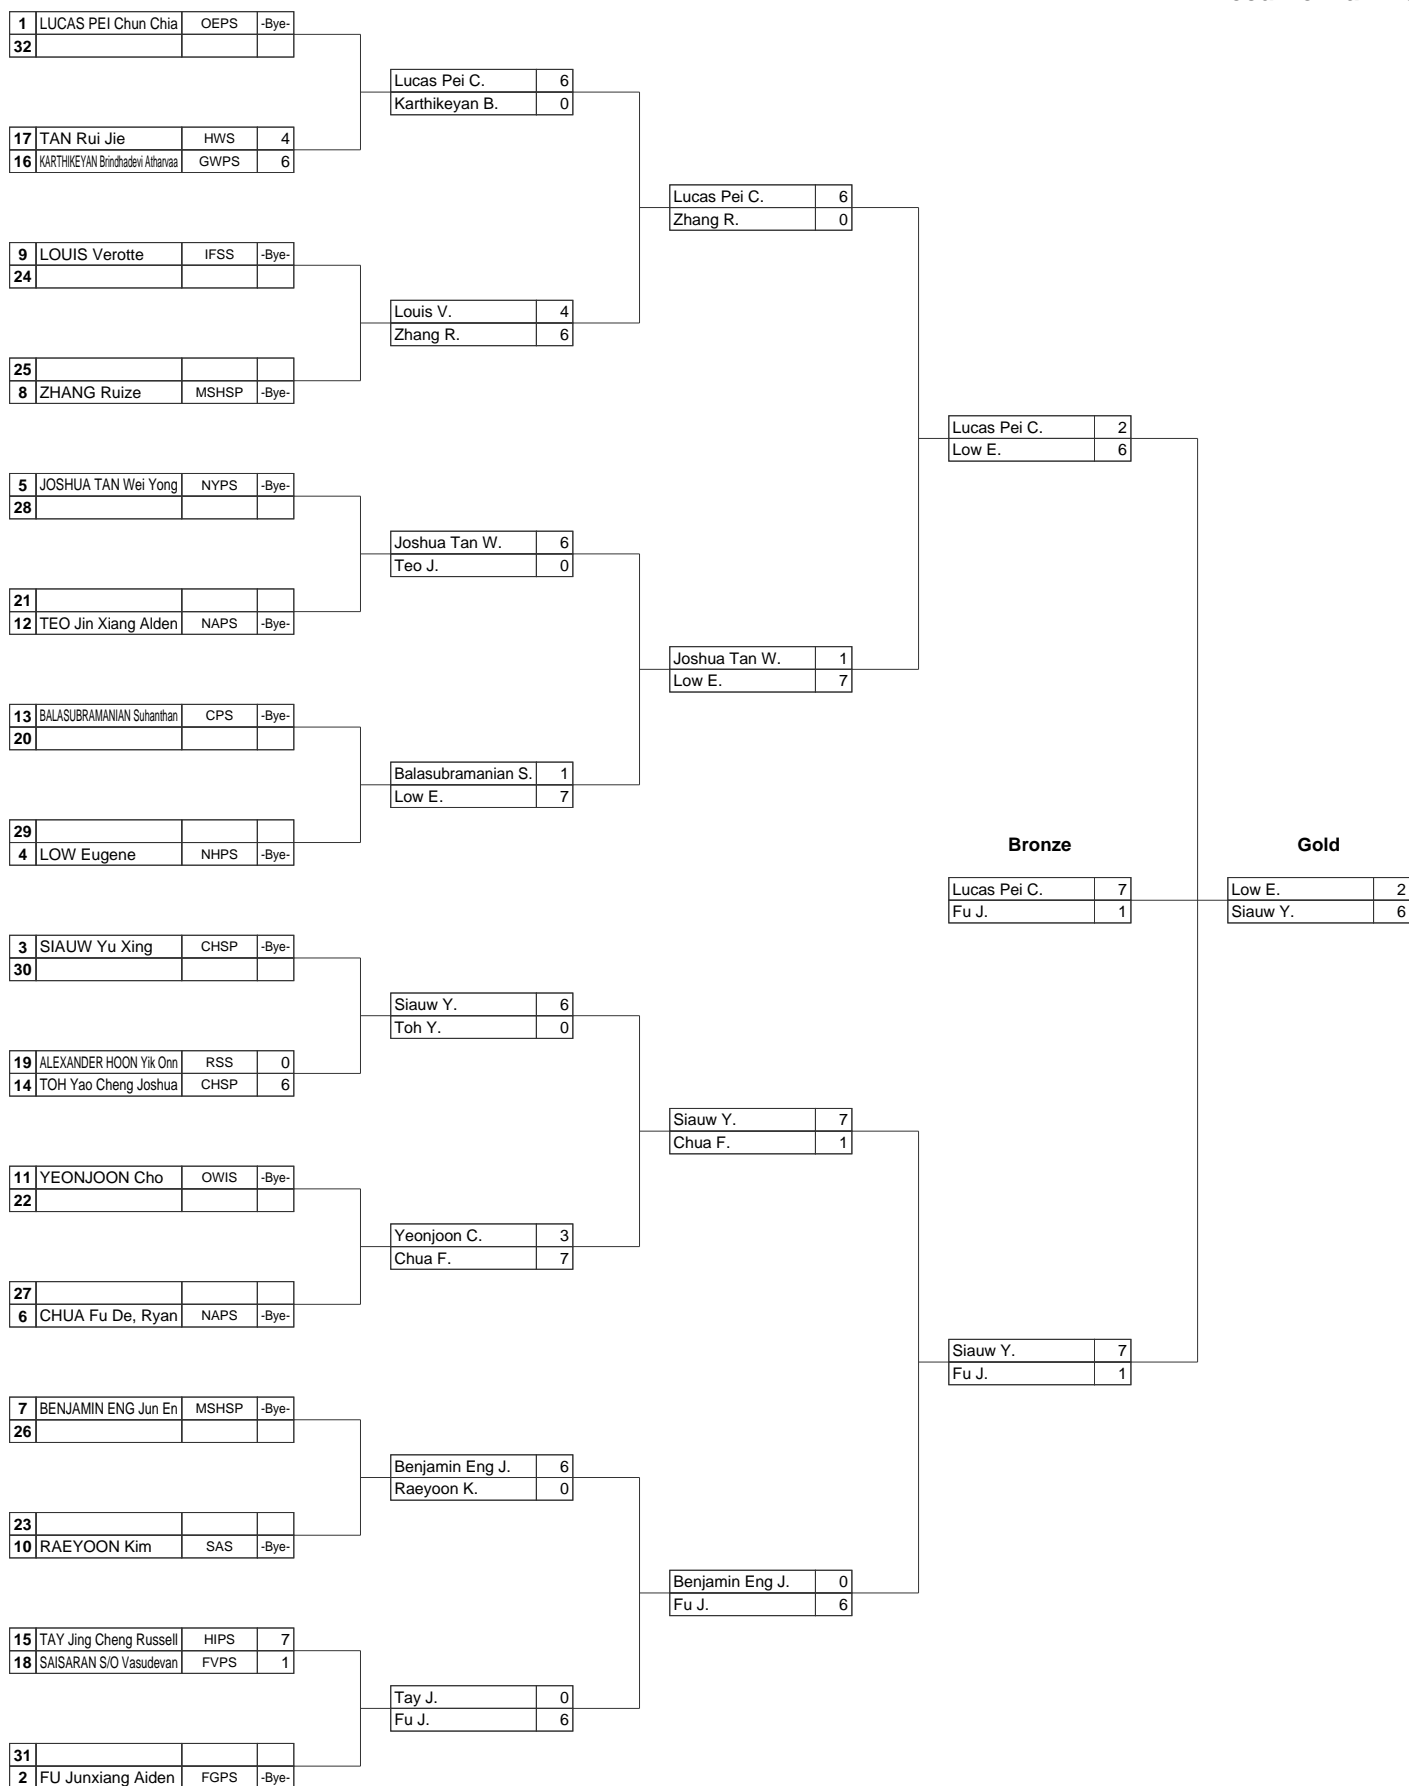 1 LUCAS PEI Chun Chia OEPS -Bye-
32
Lucas Pei C. 6
Karthikeyan B. 0
17 TAN Rui Jie HWS 4
16 KARTHIKEYAN Brindhadevi Atharvaa GWPS 6
Lucas Pei C. 6
Zhang R. 0
9 LOUIS Verotte IFSS -Bye-
24
Louis V. 4
Zhang R. 6
25
8 ZHANG Ruize MSHSP -Bye-
Lucas Pei C. 2
Low E. 6
5 JOSHUA TAN Wei Yong NYPS -Bye-
28
Joshua Tan W. 6
Teo J. 0
21
12 TEO Jin Xiang Alden NAPS -Bye-
Joshua Tan W. 1
Low E. 7
13 BALASUBRAMANIAN Suhanthan CPS -Bye-
20
Balasubramanian S. 1
Low E. 7
29
4 LOW Eugene NHPS -Bye-
Bronze Gold
Lucas Pei C. 7 Low E. 2
Fu J. 1 Siauw Y. 6
3 SIAUW Yu Xing CHSP -Bye-
30
Siauw Y. 6
Toh Y. 0
19 ALEXANDER HOON Yik Onn RSS 0
14 TOH Yao Cheng Joshua CHSP 6
Siauw Y. 7
Chua F. 1
11 YEONJOON Cho OWIS -Bye-
22
Yeonjoon C. 3
Chua F. 7
27
6 CHUA Fu De, Ryan NAPS -Bye-
Siauw Y. 7
Fu J. 1
7 BENJAMIN ENG Jun En MSHSP -Bye-
26
Benjamin Eng J. 6
Raeyoon K. 0
23
10 RAEYOON Kim SAS -Bye-
Benjamin Eng J. 0
Fu J. 6
15 TAY Jing Cheng Russell HIPS 7
18 SAISARAN S/O Vasudevan FVPS 1
Tay J. 0
Fu J. 6
31
2 FU Junxiang Aiden FGPS -Bye-